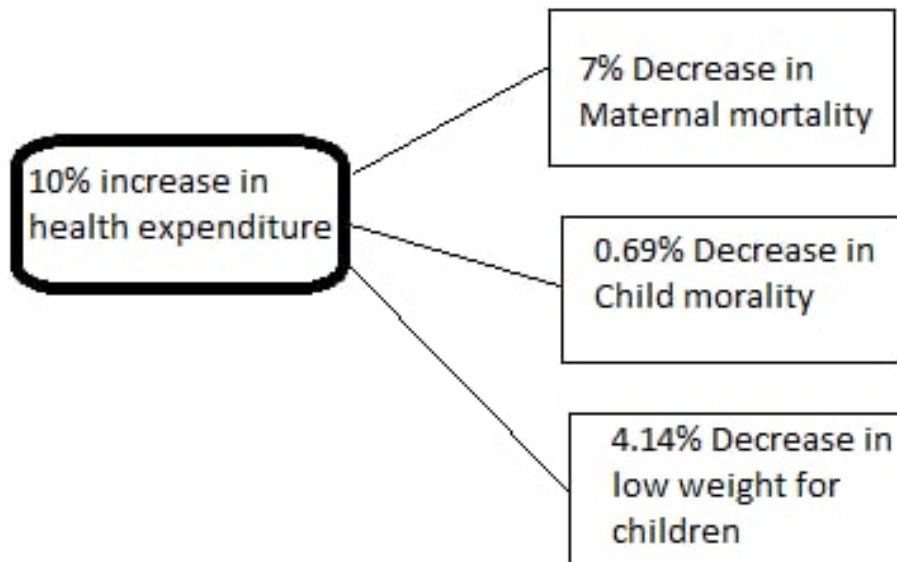 10% increase in
health expenditure
7% Decrease in
Maternal mortality
0.69% Decrease in
Child morality
4.14% Decrease in
low weight for
children